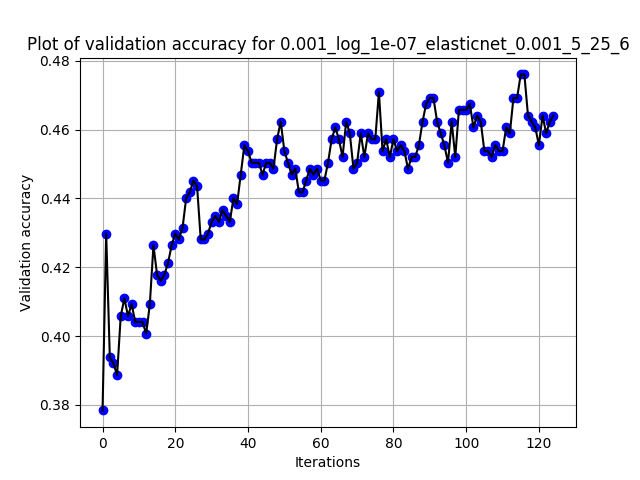 Plot of validation accuracy for 0.001_log_1e-07_elasticnet_0.001_5_25_6
0.48
0.46
0.44
0.42
0.40
0.38
Validation accuracy
0 20 40 60 80 100 120
Iterations